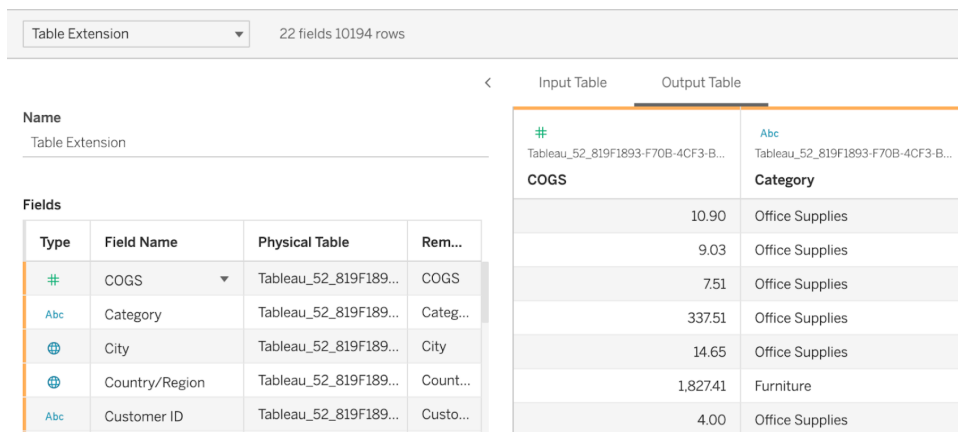 Table Extension 22 fields 10194 rows
Input Table Output Table
Name
Table Extension
Fields
Type Field Name Physical Table Rem...
# COGS Tableau_52_819F189... COGS
Abc Category Tableau_52_819F189... Categ...
City Tableau_52_819F189... City
Country/Region Tableau_52_819F189... Count...
Abc Customer ID Tableau_52_819F189... Custo...
# Abc
Tableau_52_819F1893-F70B-4CF3-B... Tableau_52_819F1893-F70B-4CF3-B...
COGS Category
10.90 Office Supplies
9.03 Office Supplies
7.51 Office Supplies
337.51 Office Supplies
14.65 Office Supplies
1,827.41 Furniture
4.00 Office Supplies